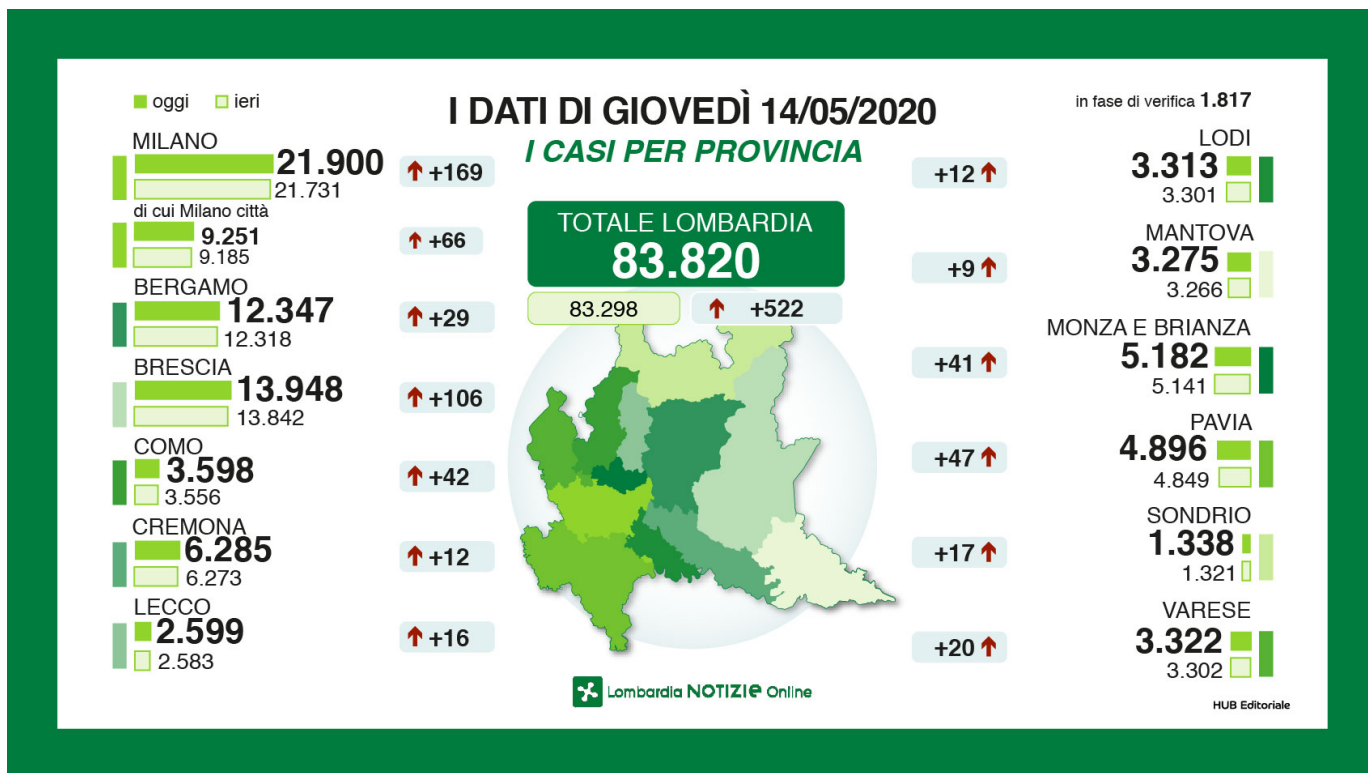 oggi ieri
I DATI DI GIOVEDÌ 14/05/2020
I CASI PER PROVINCIA
in fase di verifica 1.817
MILANO
21.900
21.731
+169
di cui Milano città
9.251
9.185
+66
BERGAMO
12.347
12.318
+29
BRESCIA
13.948
13.842
+106
COMO
3.598
3.556
+42
CREMONA
6.285
6.273
+12
LECCO
2.599
2.583
+16
TOTALE LOMBARDIA
83.820
83.298 +522
LODI
3.313
3.301
+12
MANTOVA
3.275
3.266
+9
MONZA E BRIANZA
5.182
5.141
+41
PAVIA
4.896
4.849
+47
SONDRIO
1.338
1.321
+17
VARESE
3.322
3.302
+20
Lombardia NOTIZIE Online
HUB Editoriale